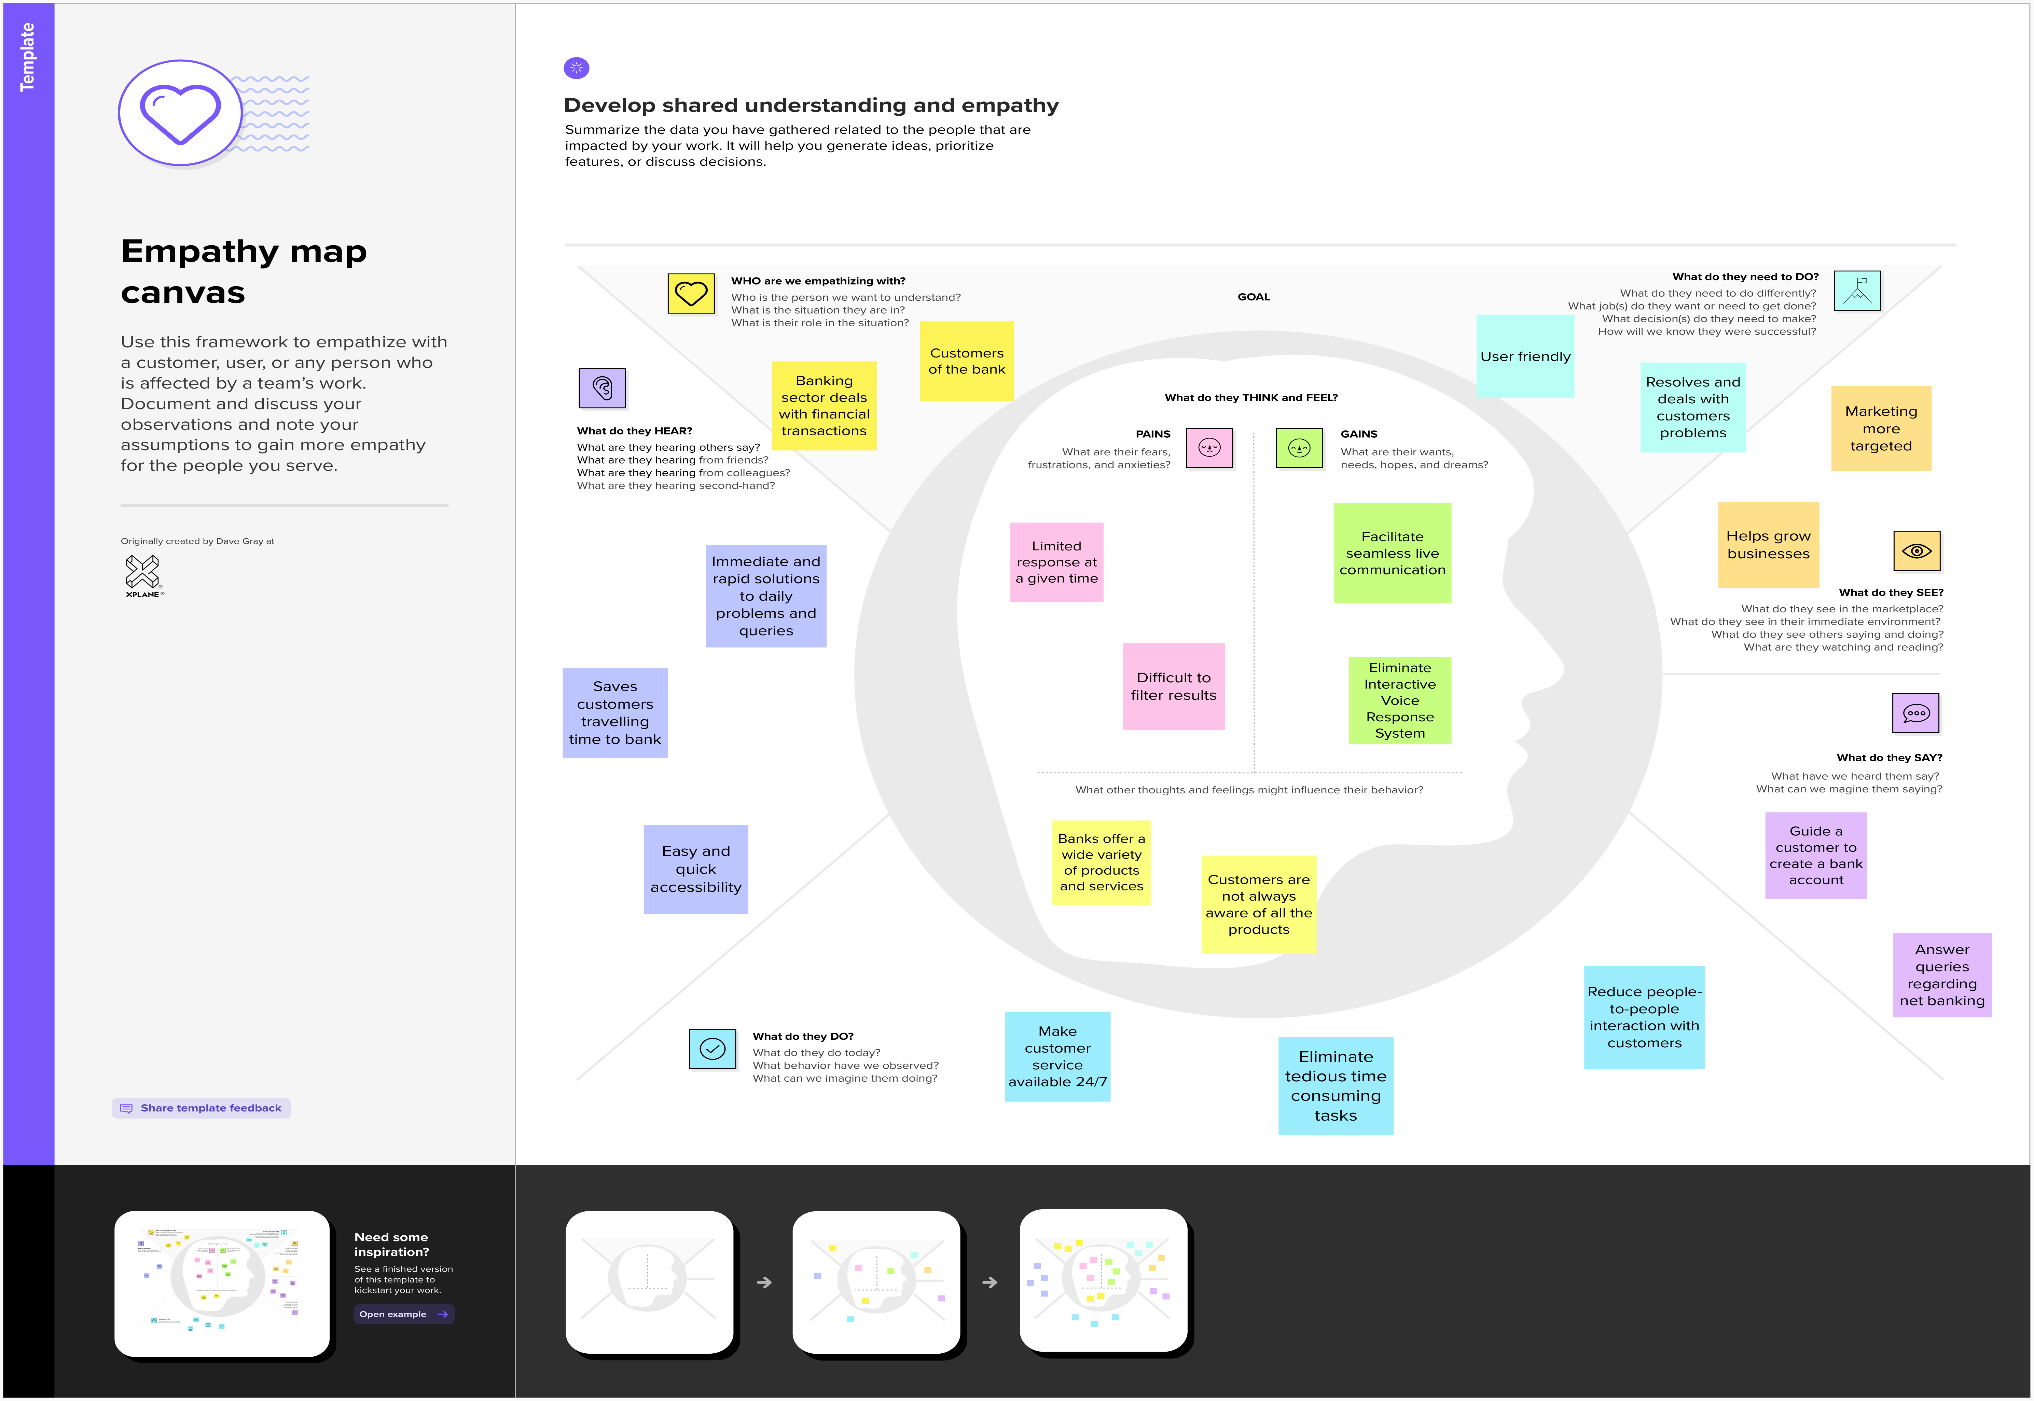 Template
Empathy map
canvas
Use this framework to empathize with
a customer, user, or any person who
is affected by a team's work.
Document and discuss your
observations and note your
assumptions to gain more empathy
for the people you serve.
Originally created by Dave Gray at
XPLANE
Share template feedback
Develop shared understanding and empathy
Summarize the data you have gathered related to the people that are
impacted by your work. It will help you generate ideas, prioritize
features, or discuss decisions.
WHO are we empathizing with?
Who is the person we want to understand?
What is the situation they are in?
What is their role in the situation?
Customers
of the bank
Banking
sector deals
with financial
transactions
GOAL
What do they need to DO?
What do they need to do differently?
What job(s) do they want or need to get done?
What decision(s) do they need to make?
How will we know they were successful?
User friendly
Resolves and
deals with
customers
problems
What do they HEAR?
What are they hearing others say?
What are they hearing from friends?
What are they hearing from colleagues?
What are they hearing second-hand?
Immediate and
rapid solutions
to daily
problems and
queries
Saves
customers
travelling
time to bank
Easy and
quick
accessibility
What do they THINK and FEEL?
PAINS
What are their fears,
frustrations, and anxieties?
Limited
response at
a given time
Difficult to
filter results
GAINS
What are their wants,
needs, hopes, and dreams?
Facilitate
seamless live
communication
Eliminate
Interactive
Voice
Response
System
What other thoughts and feelings might influence their behavior?
Banks offer a
wide variety
of products
and services
Customers are
not always
aware of all the
products
Marketing
more
targeted
Helps grow
businesses
What do they SEE?
What do they see in the marketplace?
What do they see in their immediate environment?
What do they see others saying and doing?
What are they watching and reading?
What do they SAY?
What have we heard them say?
What can we magine them saying?
Guide a
customer to
create a bank
account
Answer
queries
regarding
net banking
What do they DO?
What do they do today?
What behavior have we observed?
What can we imagine them doing?
Make
customer
service
available 24/7
Eliminate
tedious time
consuming
tasks
Reduce people-
to-people
interaction with
customers
Need some
inspiration?
See a finished version
of this template to
kickstart your work.
Open example